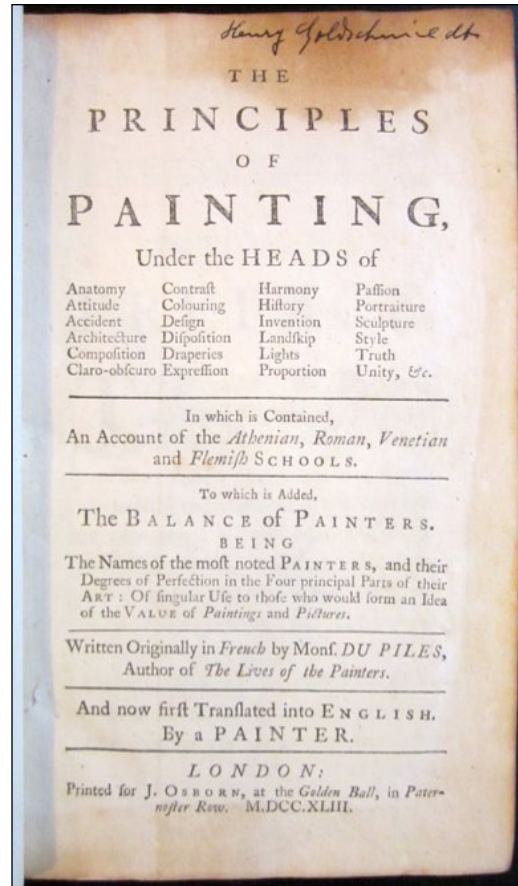 Henry Goldschmiedt
THE
PRINCIPLES
OF
PAINTING,
Under the HEADS of
Anatomy Contraſt Harmony Paſſion
Attitude Colouring Hiſtory Portraiture
Accident Deſign Invention Sculpture
Architecture Diſpoſition Landſkip Style
Compoſition Draperies Lights Truth
Claro-obſcuro Expreſſion Proportion Unity, &c.
In which is Contained,
An Account of the Athenian, Roman, Venetian
and Flemiſh SCHOOLS.
To which is Added,
The BALANCE of PAINTERS.
BEING
The Names of the moſt noted PAINTERS, and their
Degrees of Perfection in the Four principal Parts of their
ART: Of ſingular Uſe to thoſe who would form an Idea
of the VALUE of Paintings and Pictures.
Written Originally in French by Monſ. DU PILES,
Author of The Lives of the Painters.
And now firſt Tranſlated into ENGLISH.
By a PAINTER.
LONDON:
Printed for J. OSBORN, at the Golden Ball, in Pater-
noſter Row. M.DCC.XLIII.